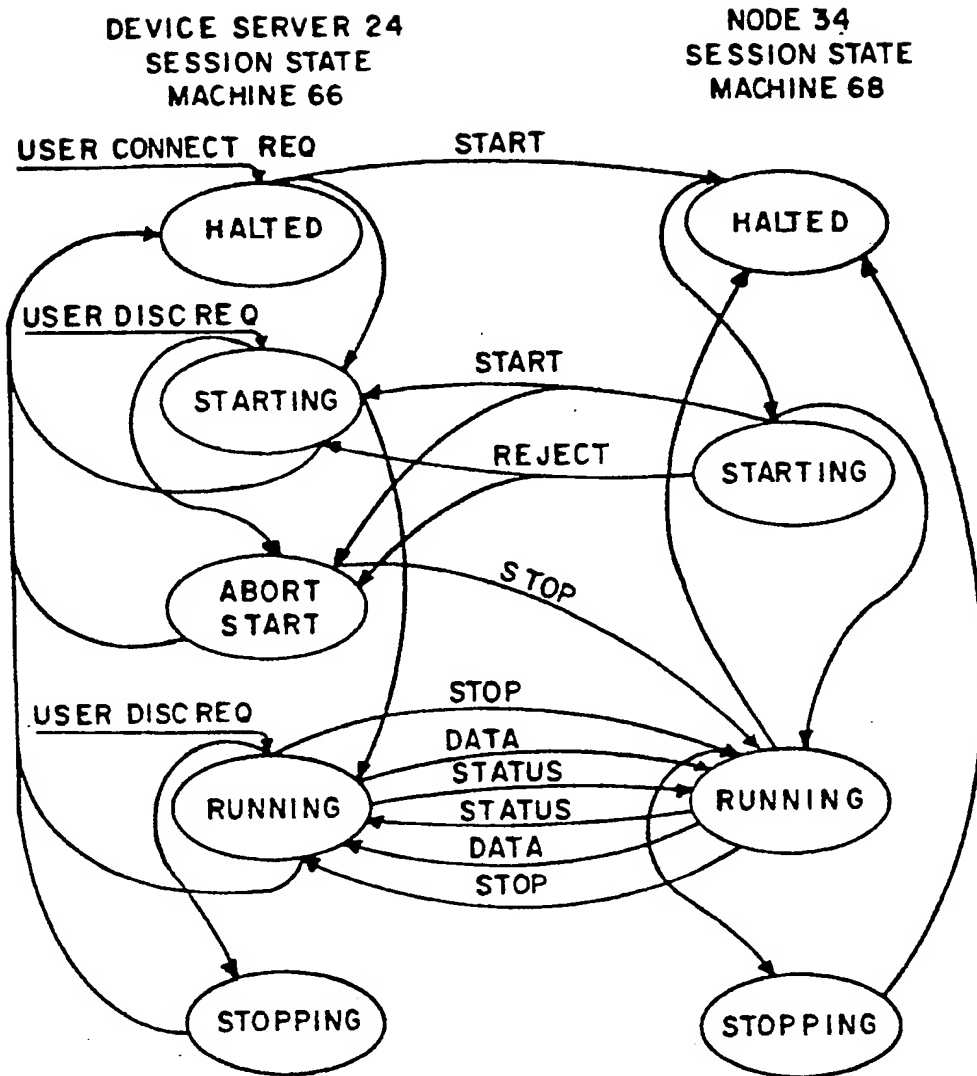 DEVICE SERVER 24
SESSION STATE
MACHINE 66
NODE 34
SESSION STATE
MACHINE 68
USER CONNECT REQ
START
HALTED
HALTED
USER DISC REQ
START
STARTING
REJECT
STARTING
ABORT
START
STOP
USER DISC REQ
STOP
DATA
STATUS
RUNNING
RUNNING
STATUS
DATA
STOP
STOPPING
STOPPING